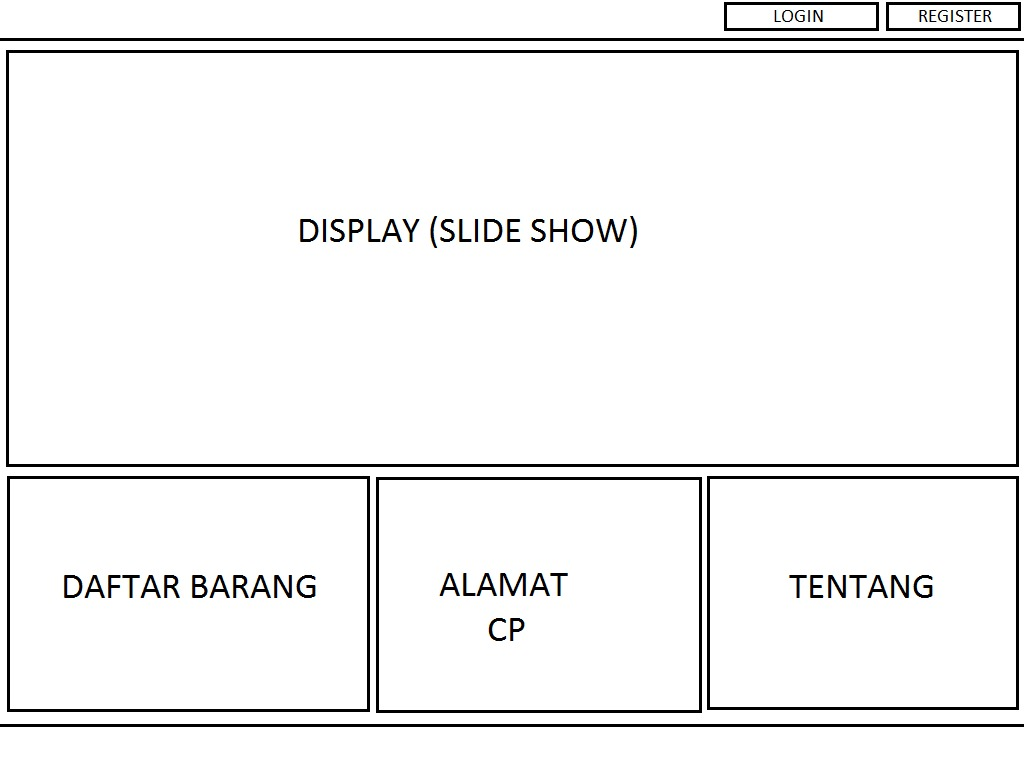 LOGIN
REGISTER
DISPLAY (SLIDE SHOW)
DAFTAR BARANG
ALAMAT
CP
TENTANG